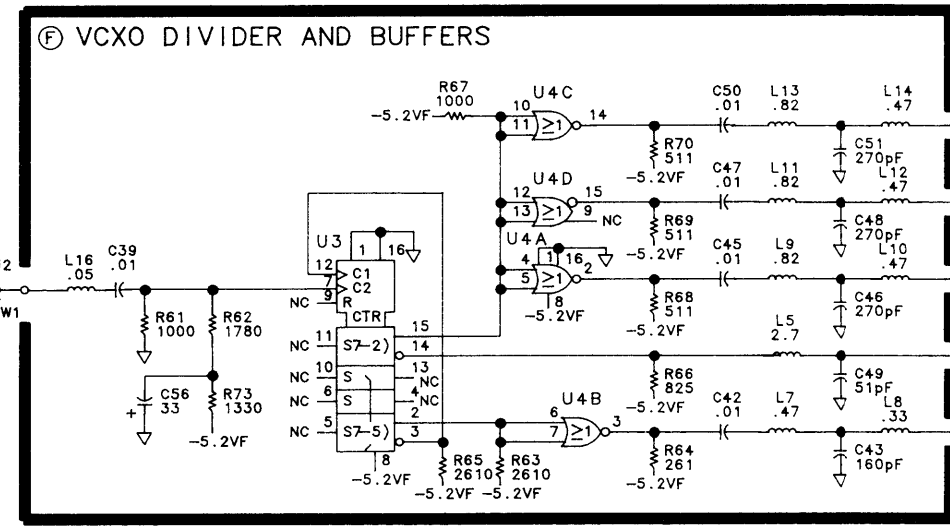 Ⓕ VCXO DIVIDER AND BUFFERS
R67
1000
-5.2VF
U4C
10
11
≥1
14
R70
511
-5.2VF
C50
.01
L13
.82
L14
.47
C51
270pF
U4D
12
13
≥1
15
9
NC
R69
511
-5.2VF
C47
.01
L11
.82
L12
.47
C48
270pF
U4A
4
5
1
16
≥1
2
8
-5.2VF
R68
511
-5.2VF
C45
.01
L9
.82
L10
.47
C46
270pF
W1
L16
.05
C39
.01
R61
1000
R62
1780
C56
33
+
R73
1330
-5.2VF
U3
1
16
12
C1
7
C2
NC
9
R
CTR
NC
11
S7-2)
15
14
NC
10
S
13
NC
NC
6
S
4
NC
NC
5
S7-5)
2
3
8
-5.2VF
R65
2610
-5.2VF
R63
2610
-5.2VF
U4B
6
7
≥1
3
R66
825
-5.2VF
L5
2.7
C49
51pF
R64
261
-5.2VF
C42
.01
L7
.47
L8
.33
C43
160pF